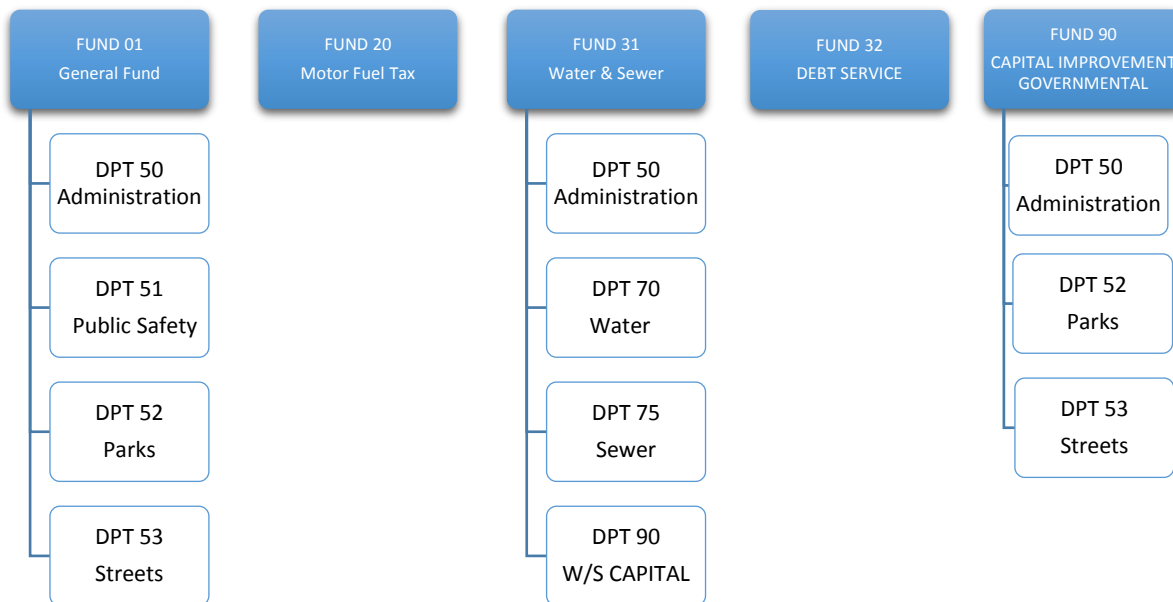 FUND 01
General Fund
DPT 50
Administration
DPT 51
Public Safety
DPT 52
Parks
DPT 53
Streets
FUND 20
Motor Fuel Tax
FUND 31
Water & Sewer
DPT 50
Administration
DPT 70
Water
DPT 75
Sewer
DPT 90
W/S CAPITAL
FUND 32
DEBT SERVICE
FUND 90
CAPITAL IMPROVEMENT
GOVERNMENTAL
DPT 50
Administration
DPT 52
Parks
DPT 53
Streets